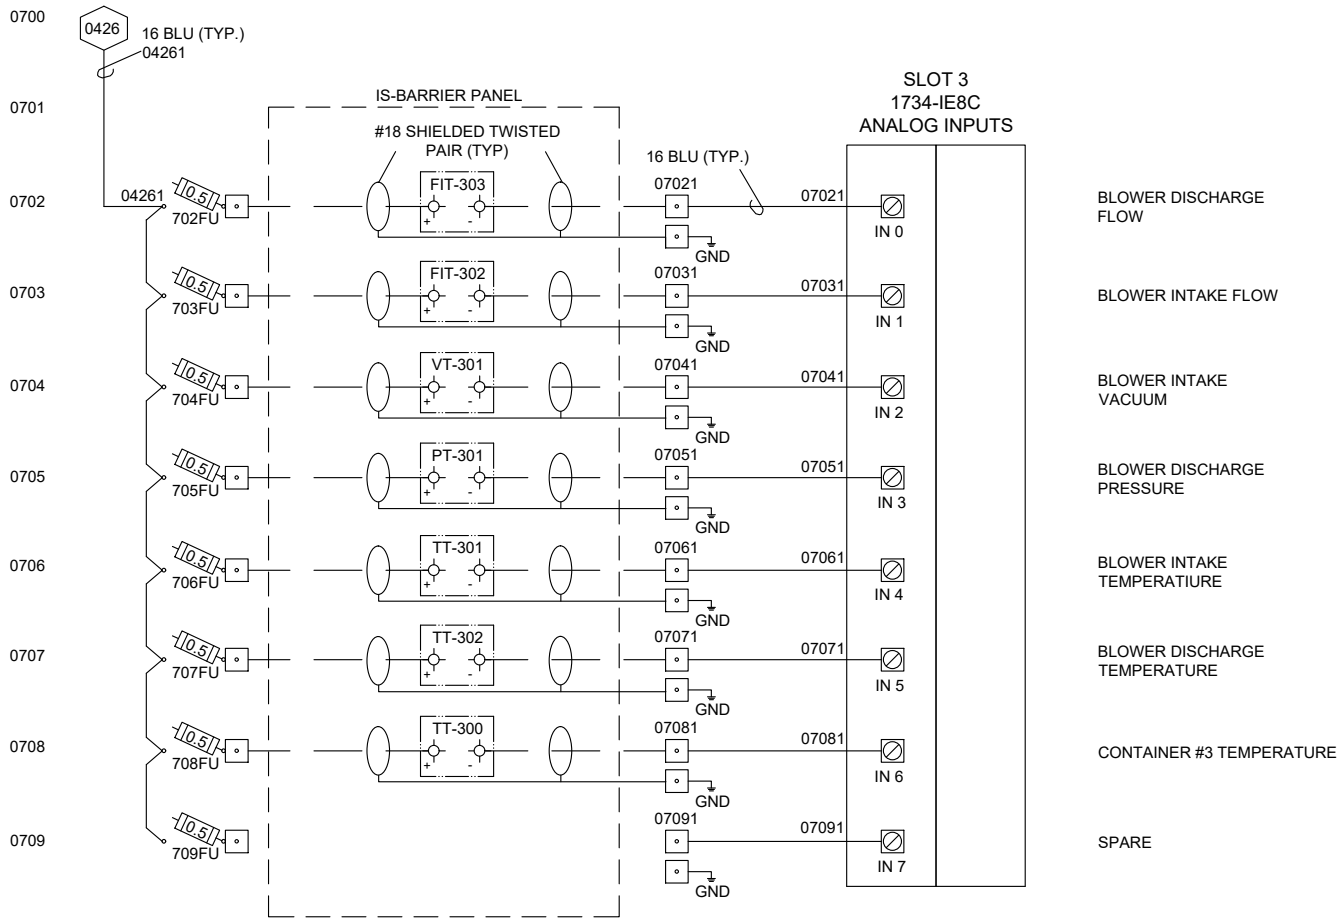 0700
0426
16 BLU (TYP.)
04261
0701
IS-BARRIER PANEL
#18 SHIELDED TWISTED
PAIR (TYP)
SLOT 3
1734-IE8C
ANALOG INPUTS
16 BLU (TYP.)
0702
04261
0.5
702FU
FIT-303
+ -
07021
GND
07021
IN 0
BLOWER DISCHARGE
FLOW
0703
0.5
703FU
FIT-302
+ -
07031
GND
07031
IN 1
BLOWER INTAKE FLOW
0704
0.5
704FU
VT-301
+ -
07041
GND
07041
IN 2
BLOWER INTAKE
VACUUM
0705
0.5
705FU
PT-301
+ -
07051
GND
07051
IN 3
BLOWER DISCHARGE
PRESSURE
0706
0.5
706FU
TT-301
+ -
07061
GND
07061
IN 4
BLOWER INTAKE
TEMPERATIURE
0707
0.5
707FU
TT-302
+ -
07071
GND
07071
IN 5
BLOWER DISCHARGE
TEMPERATURE
0708
0.5
708FU
TT-300
+ -
07081
GND
07081
IN 6
CONTAINER #3 TEMPERATURE
0709
0.5
709FU
07091
GND
07091
IN 7
SPARE